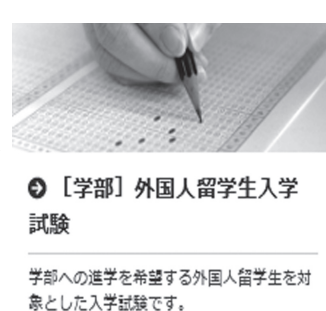 ［学部］外国人留学生入学
試験
学部への進学を希望する外国人留学生を対
象とした入学試験です。